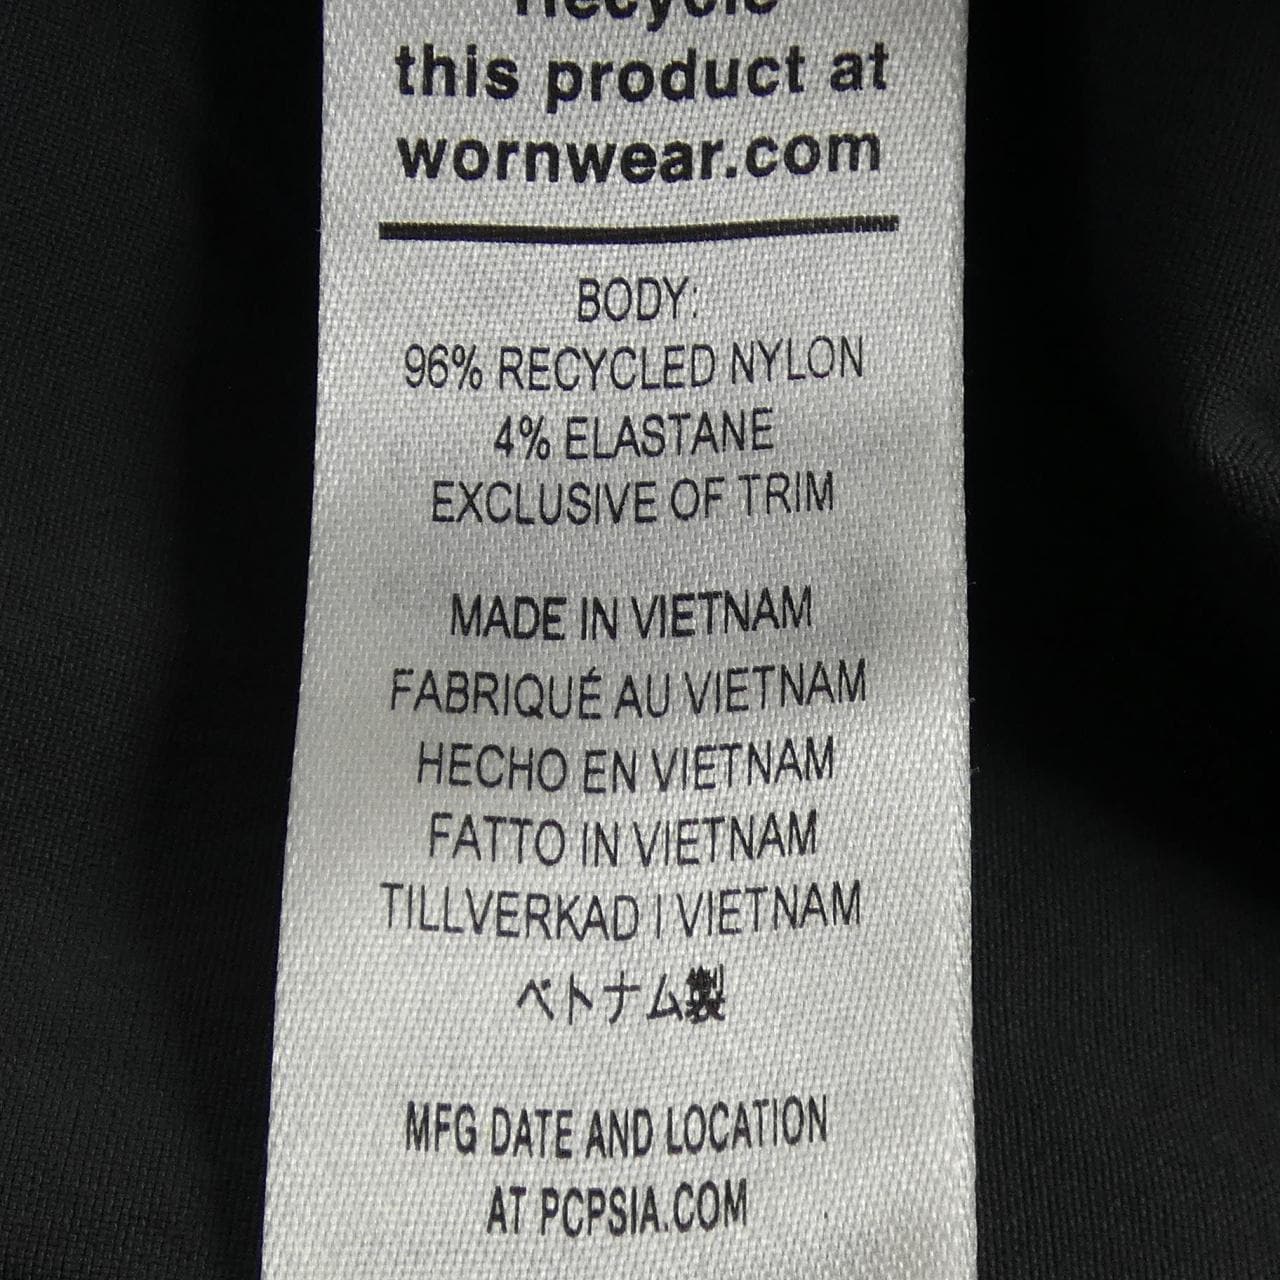 Recycle
this product at
wornwear.com
BODY:
96% RECYCLED NYLON
4% ELASTANE
EXCLUSIVE OF TRIM
MADE IN VIETNAM
FABRIQUÉ AU VIETNAM
HECHO EN VIETNAM
FATTO IN VIETNAM
TILLVERKAD I VIETNAM
ベトナム製
MFG DATE AND LOCATION
AT PCPSIA.COM